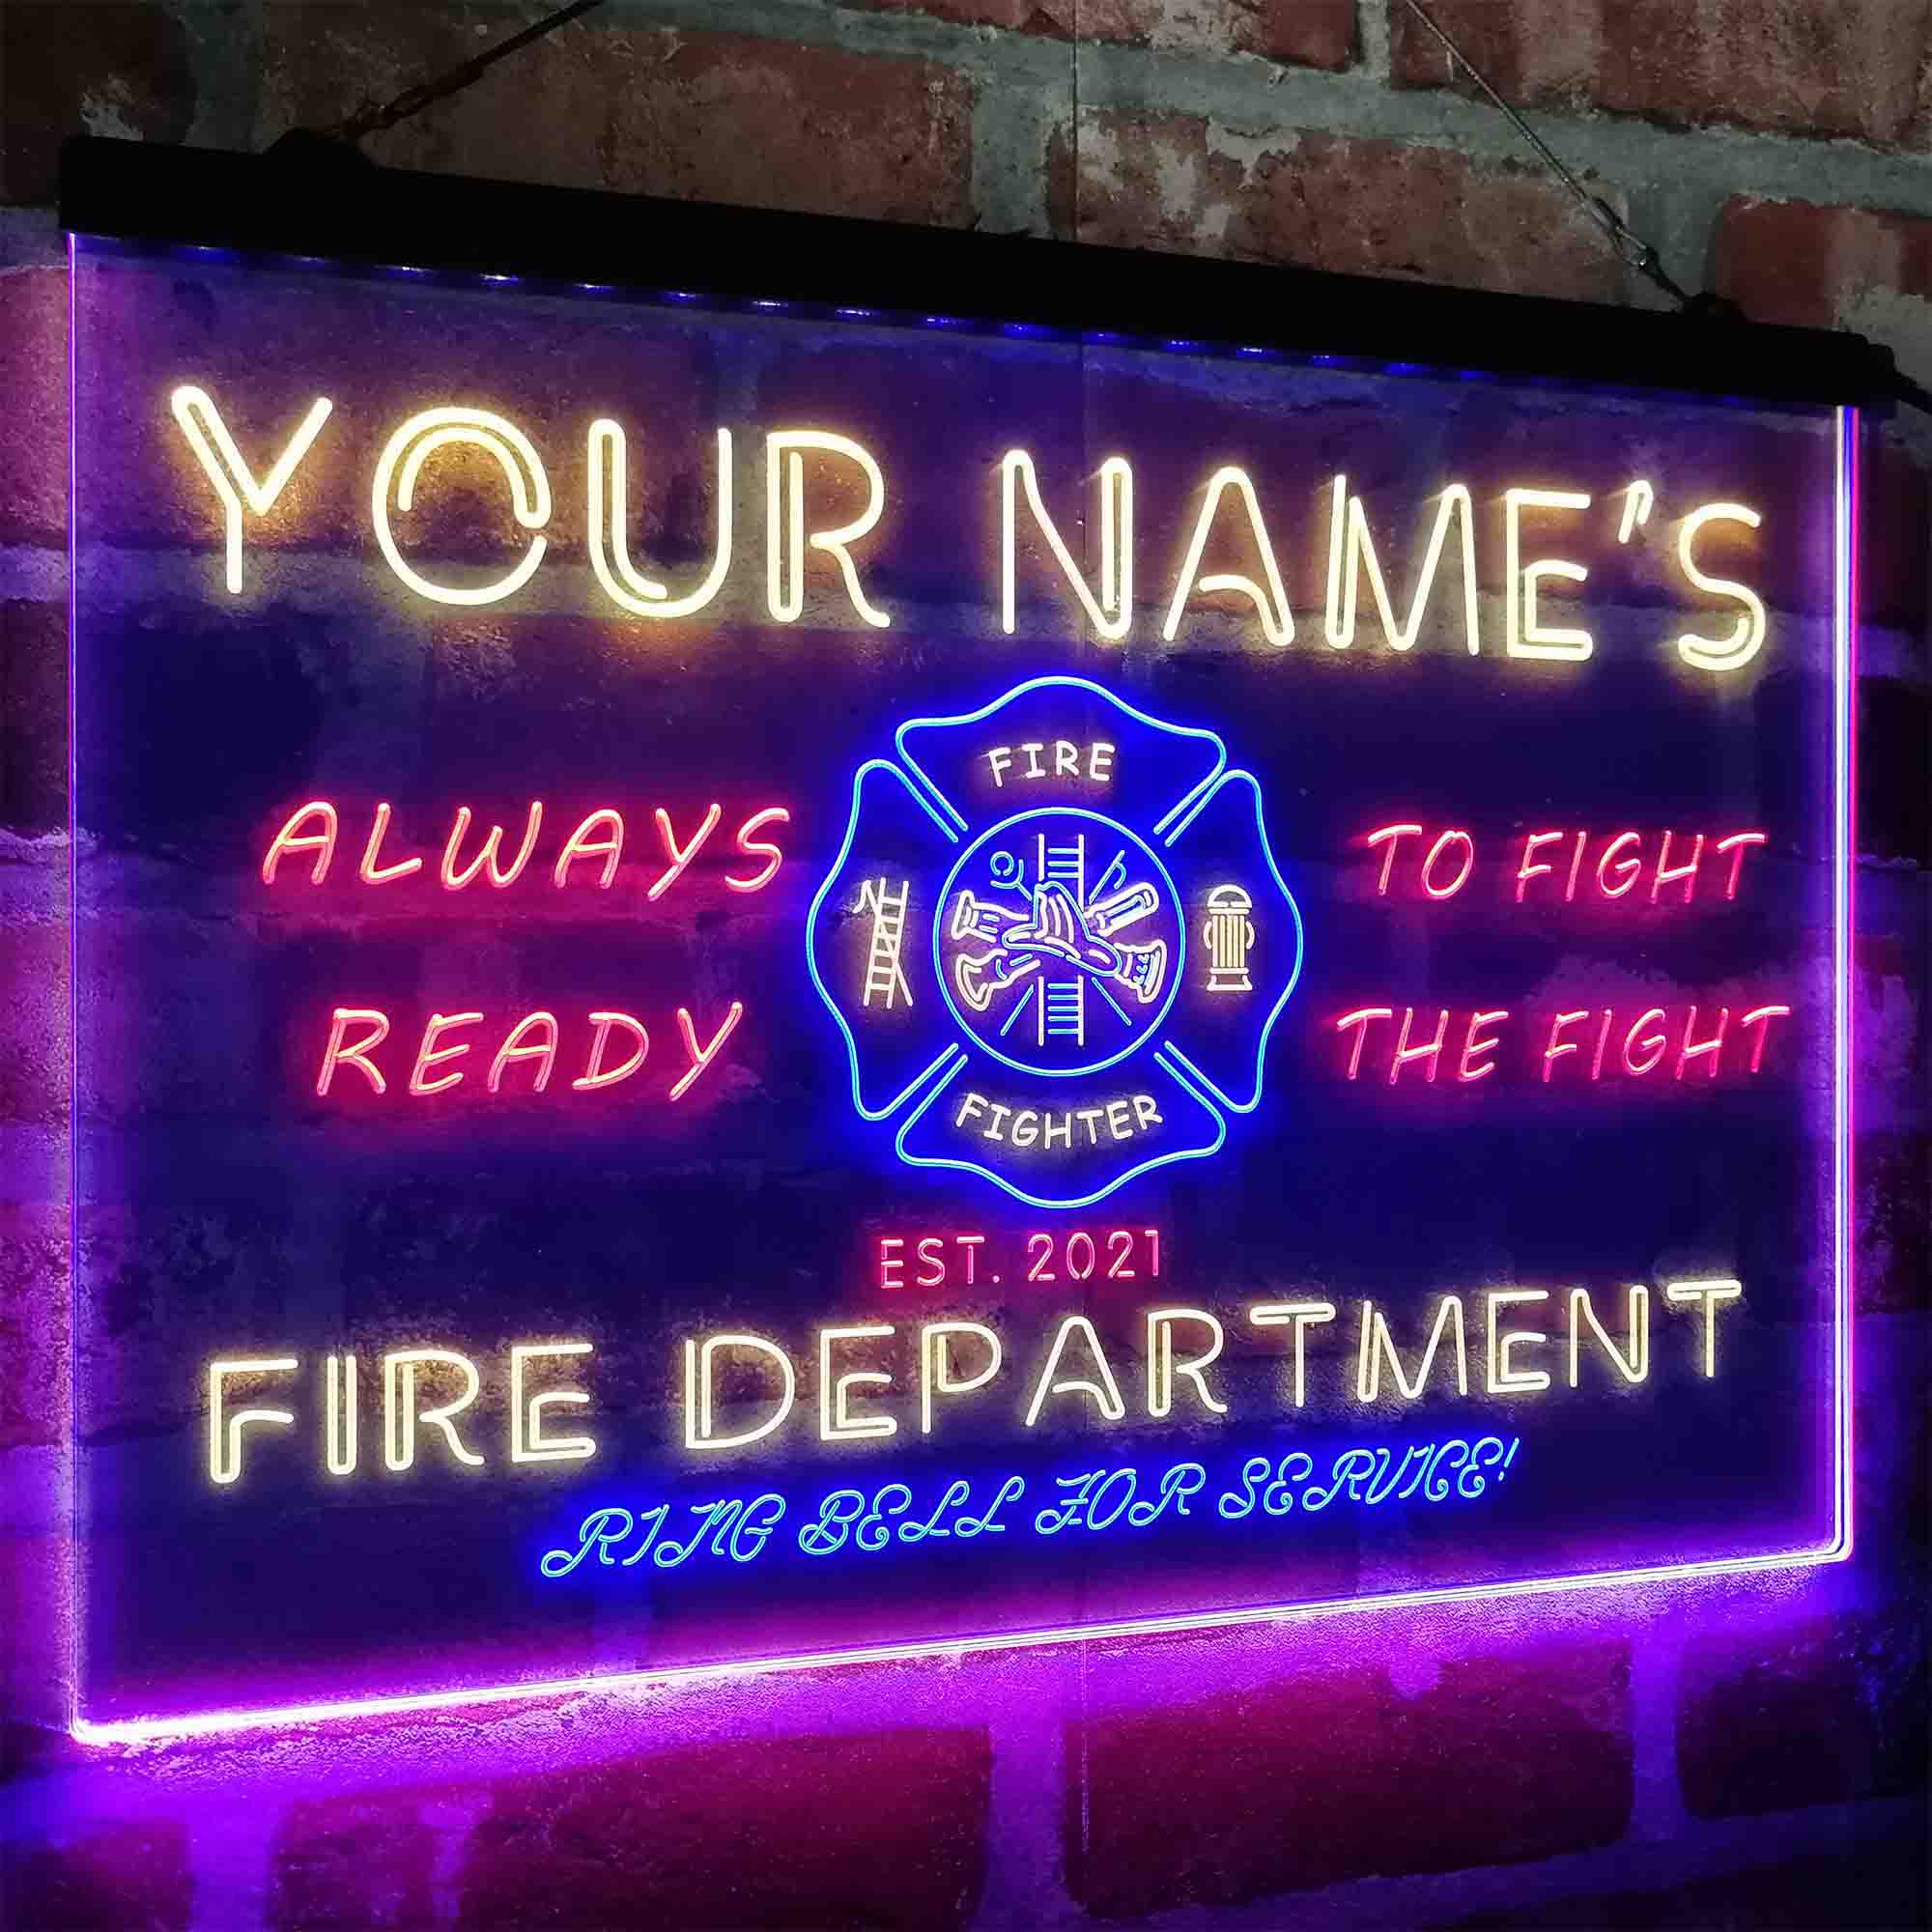 YOUR NAME'S
FIRE
ALWAYS
TO FIGHT
READY
THE FIGHT
FIGHTER
EST. 2021
FIRE DEPARTMENT
RING BELL FOR SERVICE!